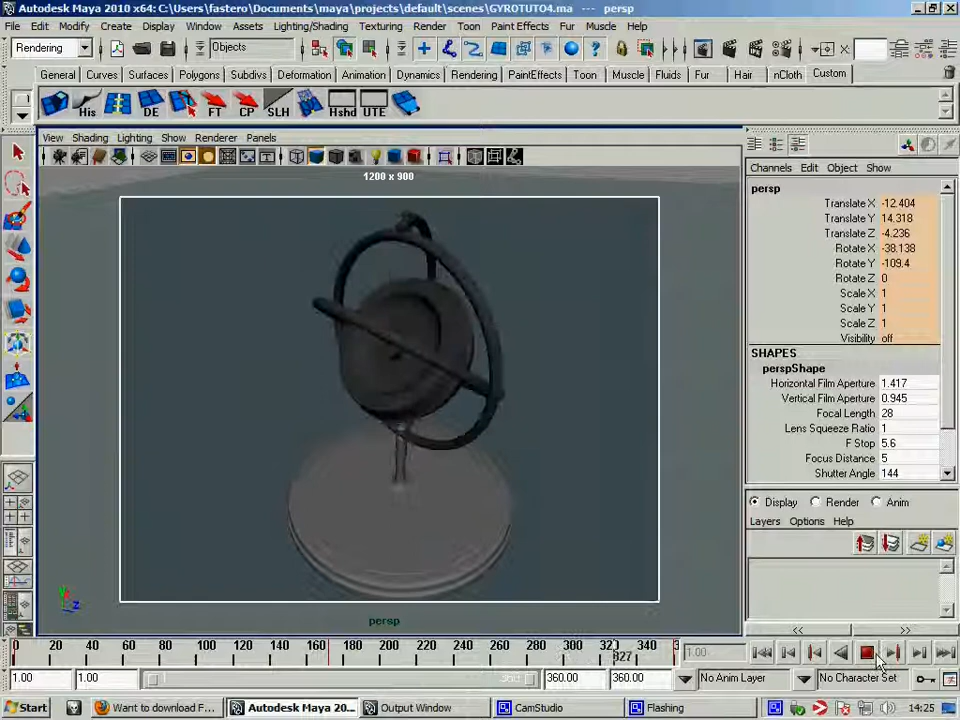 Autodesk Maya 2010 x64: C:\Users\fastero\Documents\maya\projects\default\scenes\GYROTUTO4.ma --- persp
File Edit Modify Create Display Window Assets Lighting/Shading Texturing Render Toon Paint Effects Fur Muscle Help
Rendering Objects
General Curves Surfaces Polygons Subdivs Deformation Animation Dynamics Rendering PaintEffects Toon Muscle Fluids Fur Hair nCloth Custom
His DE FT CP SLH Hshd UTE
View Shading Lighting Show Renderer Panels
1200 x 900
persp
0 20 40 60 80 100 120 140 160 180 200 220 240 260 280 300 320 340
327
1.00
1.00 1.00 360.00 360.00 No Anim Layer No Character Set
Channels Edit Object Show
persp
Translate X -12.404
Translate Y 14.318
Translate Z -4.236
Rotate X -38.138
Rotate Y -109.4
Rotate Z 0
Scale X 1
Scale Y 1
Scale Z 1
Visibility off
SHAPES
perspShape
Horizontal Film Aperture 1.417
Vertical Film Aperture 0.945
Focal Length 28
Lens Squeeze Ratio 1
F Stop 5.6
Focus Distance 5
Shutter Angle 144
Display Render Anim
Layers Options Help
Start Want to download F... Autodesk Maya 20... Output Window CamStudio Flashing 14:25